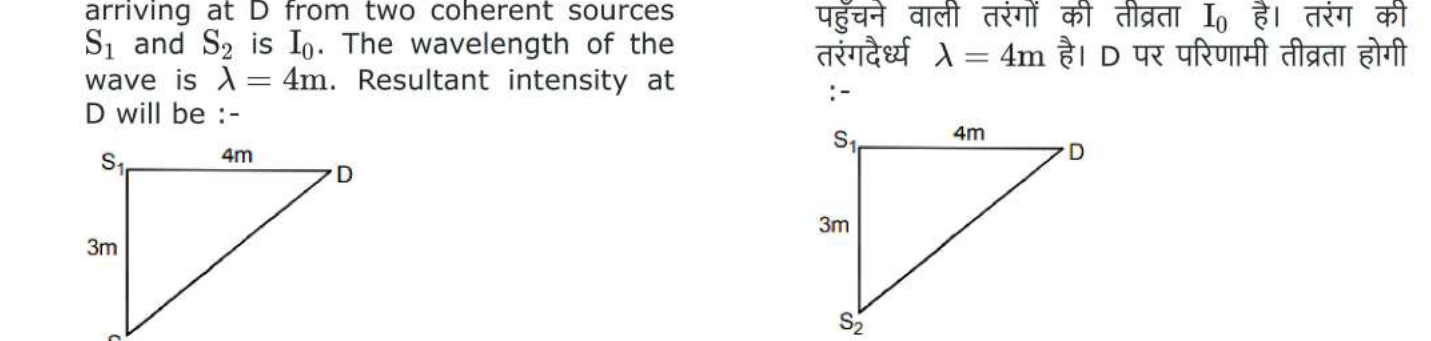 arriving at D from two coherent sources
S₁ and S₂ is I₀. The wavelength of the
wave is λ = 4m. Resultant intensity at
D will be :-
S₁
4m
D
3m
पहुँचने वाली तरंगों की तीव्रता I₀ है। तरंग की
तरंगदैर्ध्य λ = 4m है। D पर परिणामी तीव्रता होगी
:-
S₁
4m
D
3m
S₂